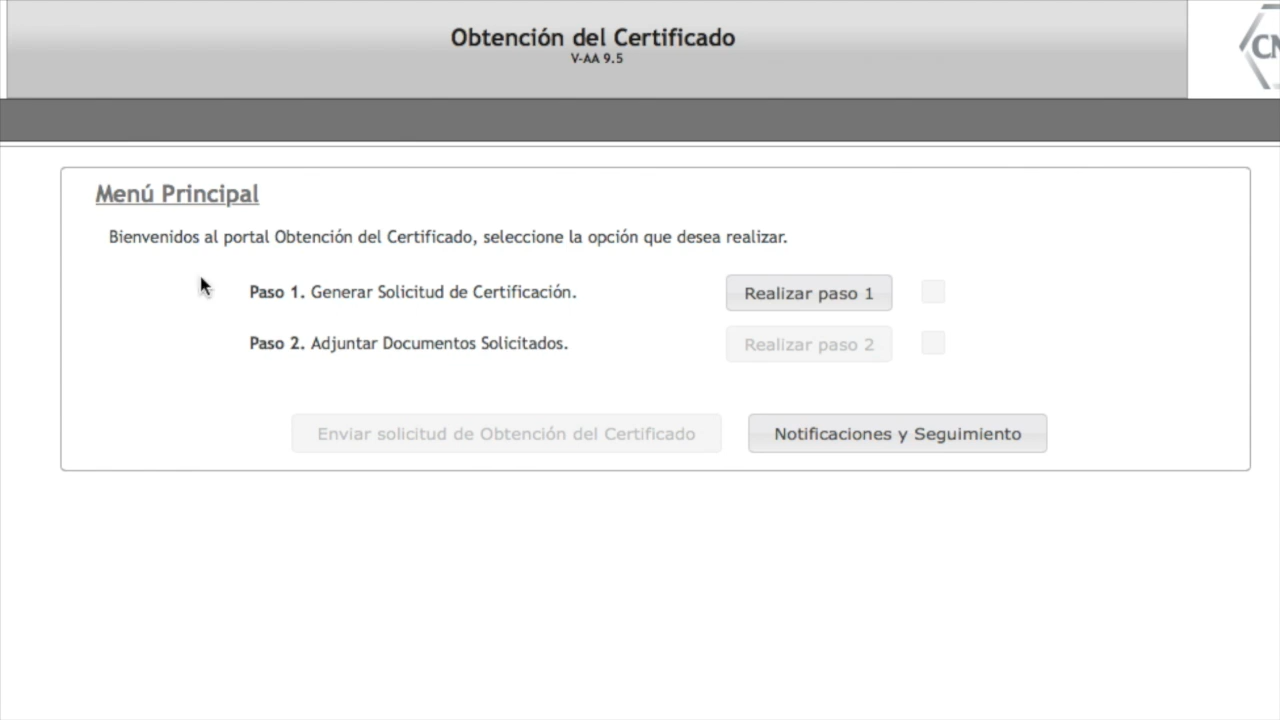 Obtención del Certificado
V-AA 9.5
Menú Principal
Bienvenidos al portal Obtención del Certificado, seleccione la opción que desea realizar.
Paso 1. Generar Solicitud de Certificación. Realizar paso 1
Paso 2. Adjuntar Documentos Solicitados. Realizar paso 2
Enviar solicitud de Obtención del Certificado Notificaciones y Seguimiento